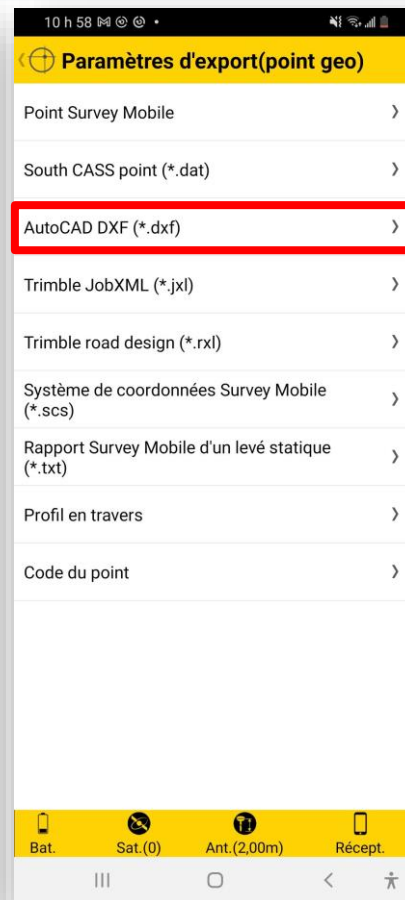 10 h 58
Paramètres d'export(point geo)
Point Survey Mobile
South CASS point (*.dat)
AutoCAD DXF (*.dxf)
Trimble JobXML (*.jxl)
Trimble road design (*.rxl)
Système de coordonnées Survey Mobile
(*.scs)
Rapport Survey Mobile d'un levé statique
(*.txt)
Profil en travers
Code du point
Bat. Sat.(0) Ant.(2,00m) Récept.